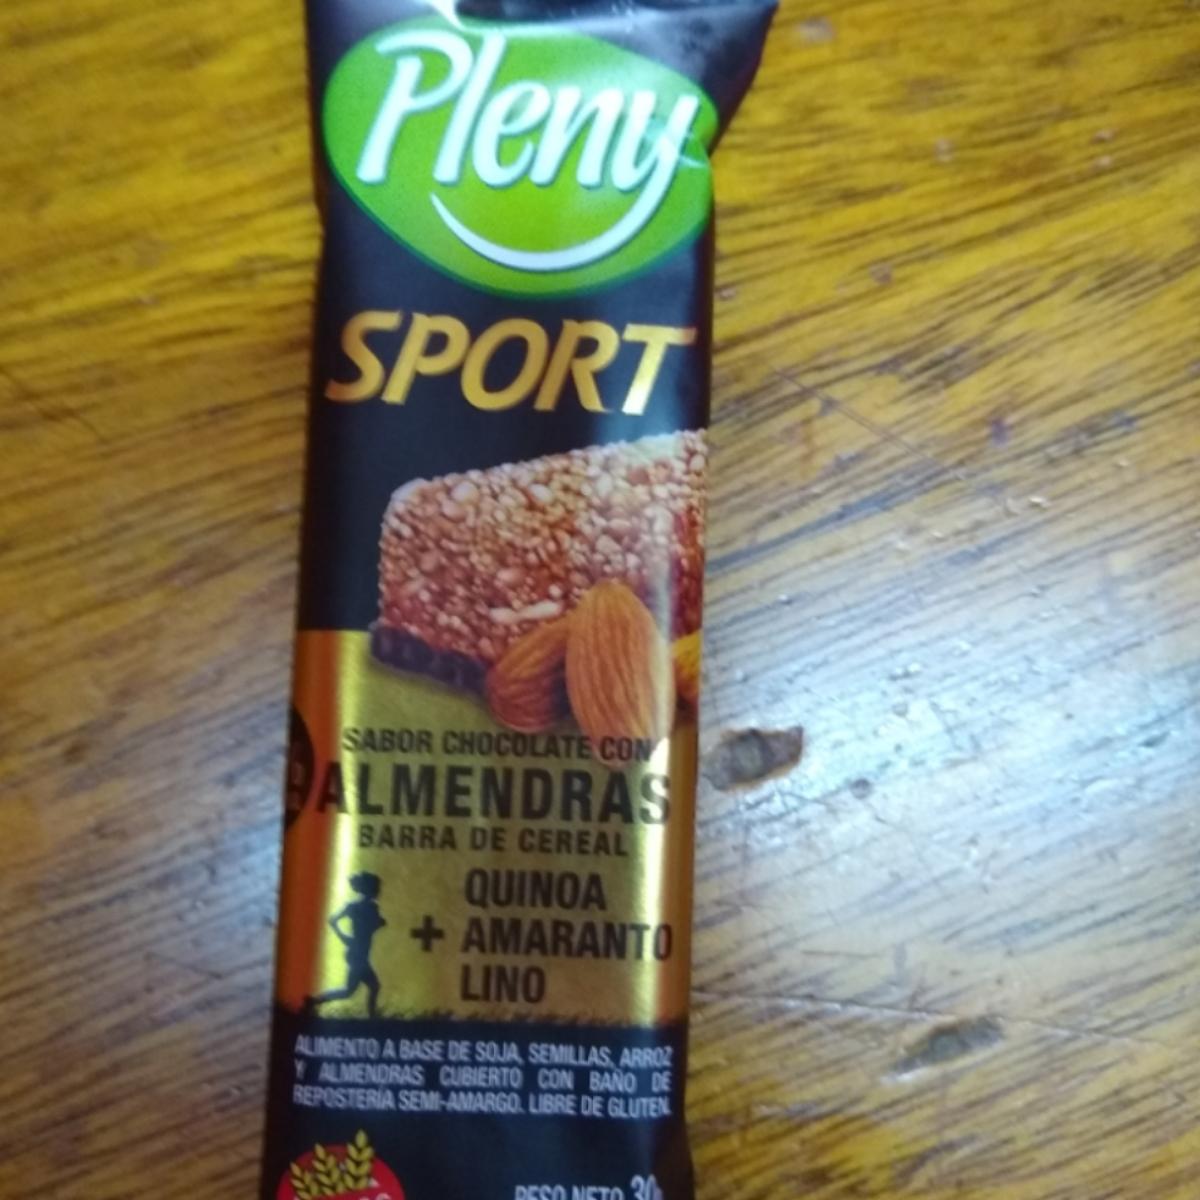 Pleny
SPORT
SABOR CHOCOLATE CON
ALMENDRAS
BARRA DE CEREAL
QUINOA
+ AMARANTO
LINO
ALIMENTO A BASE DE SOJA, SEMILLAS, ARROZ
Y ALMENDRAS CUBIERTO CON BAÑO DE
REPOSTERÍA SEMI-AMARGO. LIBRE DE GLUTEN.
PESO NETO 30